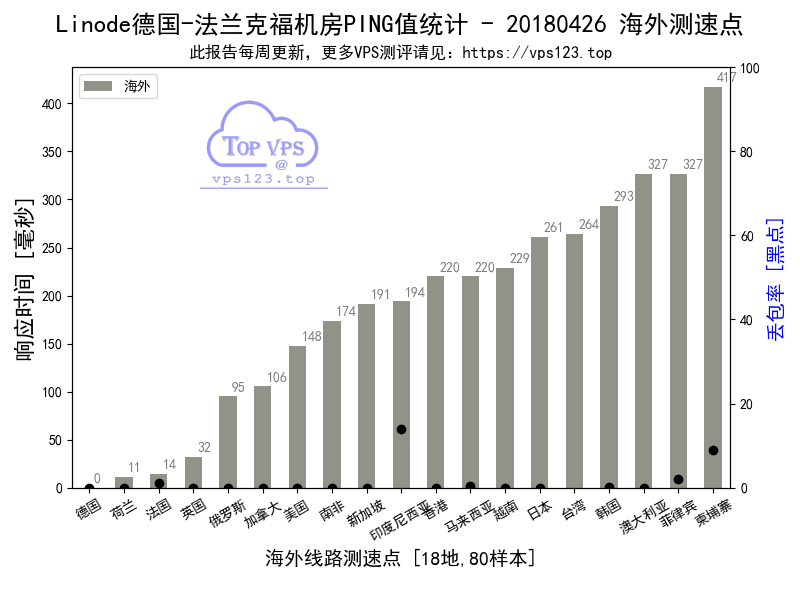 Linode德国-法兰克福机房PING值统计 - 20180426 海外测速点
此报告每周更新，更多VPS测评请见：https://vps123.top
海外
Top VPS
@
vps123.top
响应时间 [毫秒]
400
350
300
250
200
150
100
50
0
0
11
14
32
95
106
148
174
191
194
220
220
229
261
264
293
327
327
417
100
80
60
40
20
0
丢包率 [黑点]
德国
荷兰
法国
英国
俄罗斯
加拿大
美国
南非
新加坡
印度尼西亚
香港
马来西亚
越南
日本
台湾
韩国
澳大利亚
菲律宾
柬埔寨
海外线路测速点 [18地,80样本]